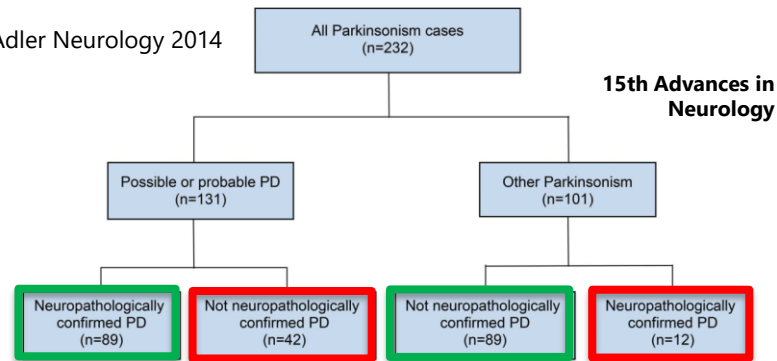 Adler Neurology 2014
All Parkinsonism cases
(n=232)
15th Advances in
Neurology
Possible or probable PD
(n=131)
Other Parkinsonism
(n=101)
Neuropathologically
confirmed PD
(n=89)
Not neuropathologically
confirmed PD
(n=42)
Not neuropathologically
confirmed PD
(n=89)
Neuropathologically
confirmed PD
(n=12)